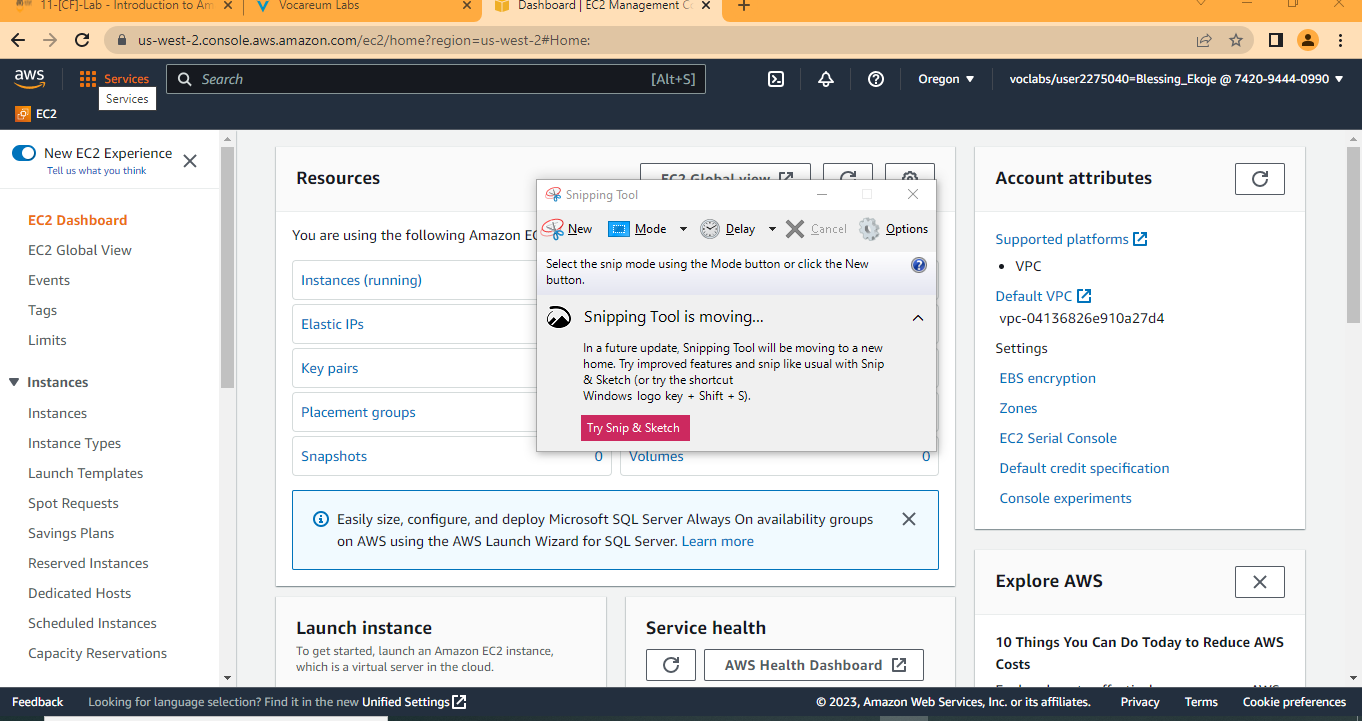 11-[CF]-Lab - Introduction to Am
Vocareum Labs
Dashboard | EC2 Management Co
us-west-2.console.aws.amazon.com/ec2/home?region=us-west-2#Home:
aws
Services
Search
[Alt+S]
Oregon
voclabs/user2275040=Blessing_Ekoje @ 7420-9444-0990
Services
EC2
New EC2 Experience
Tell us what you think
EC2 Dashboard
EC2 Global View
Events
Tags
Limits
Instances
Instances
Instance Types
Launch Templates
Spot Requests
Savings Plans
Reserved Instances
Dedicated Hosts
Scheduled Instances
Capacity Reservations
Resources
EC2 Global view
You are using the following Amazon EC
Instances (running)
Elastic IPs
Key pairs
Placement groups
Snapshots
0
Volumes
0
Snipping Tool
New
Mode
Delay
Cancel
Options
Select the snip mode using the Mode button or click the New
button.
Snipping Tool is moving...
In a future update, Snipping Tool will be moving to a new
home. Try improved features and snip like usual with Snip
& Sketch (or try the shortcut
Windows logo key + Shift + S).
Try Snip & Sketch
Easily size, configure, and deploy Microsoft SQL Server Always On availability groups
on AWS using the AWS Launch Wizard for SQL Server. Learn more
Launch instance
To get started, launch an Amazon EC2 instance,
which is a virtual server in the cloud.
Service health
AWS Health Dashboard
Account attributes
Supported platforms
VPC
Default VPC
vpc-04136826e910a27d4
Settings
EBS encryption
Zones
EC2 Serial Console
Default credit specification
Console experiments
Explore AWS
10 Things You Can Do Today to Reduce AWS
Costs
Feedback
Looking for language selection? Find it in the new Unified Settings
© 2023, Amazon Web Services, Inc. or its affiliates.
Privacy
Terms
Cookie preferences